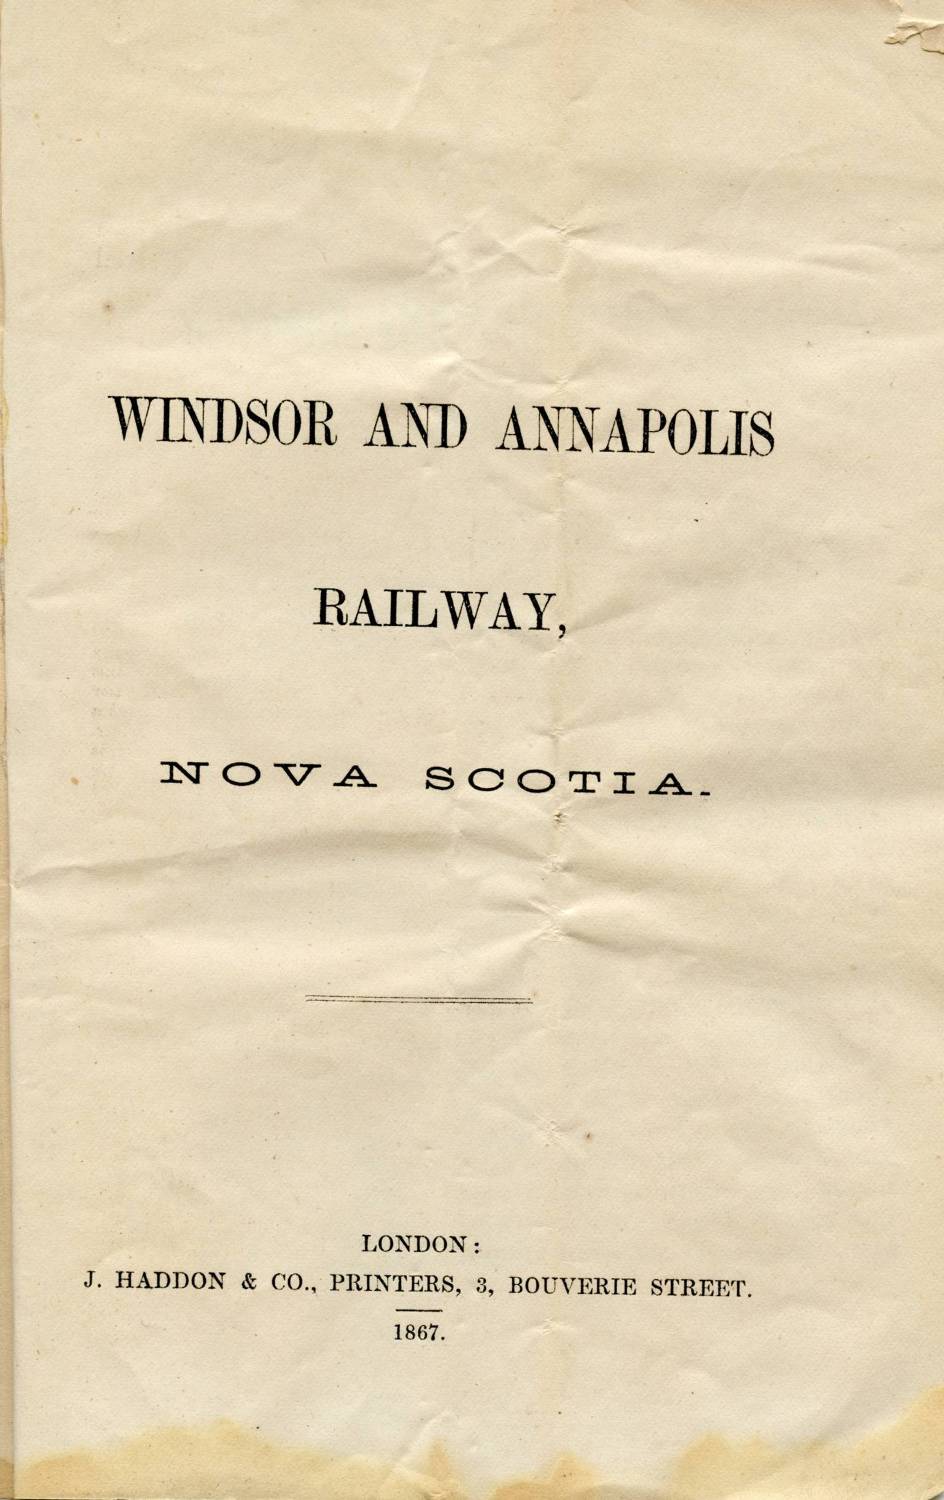 WINDSOR AND ANNAPOLIS
RAILWAY,
NOVA SCOTIA.
LONDON:
J. HADDON & CO., PRINTERS, 3, BOUVERIE STREET.
1867.